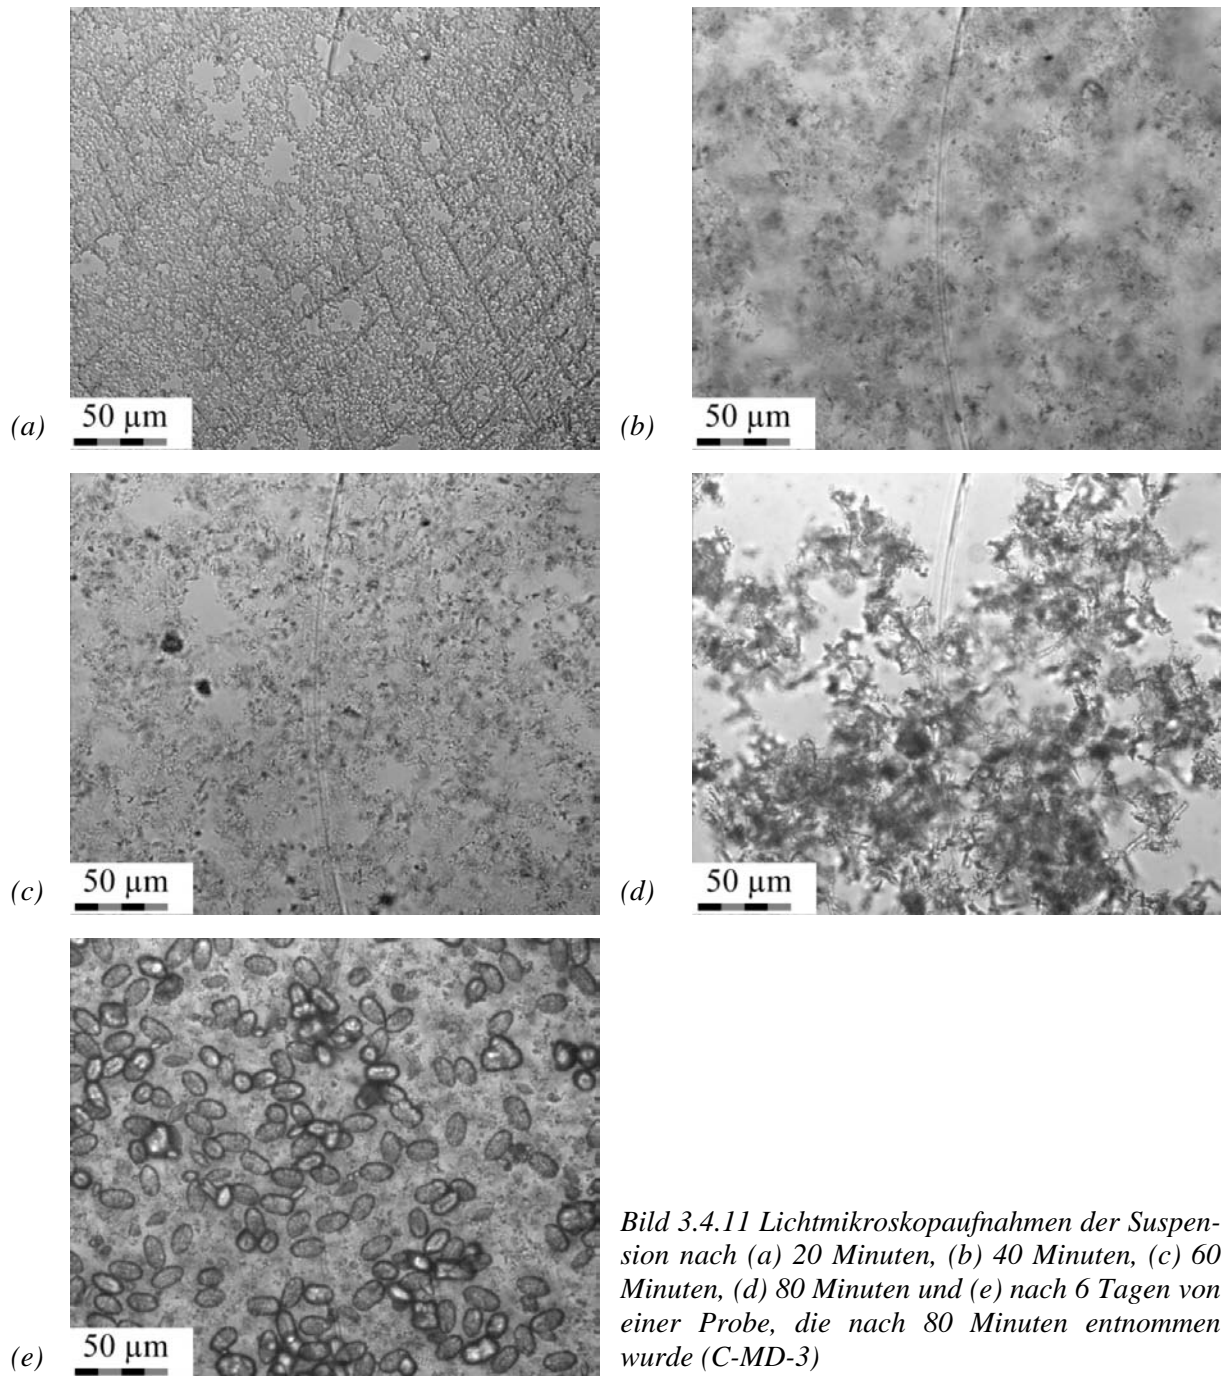 50 µm
(a)
50 µm
(b)
50 µm
(c)
50 µm
(d)
50 µm
(e)
Bild 3.4.11 Lichtmikroskopaufnahmen der Suspen-
sion nach (a) 20 Minuten, (b) 40 Minuten, (c) 60
Minuten, (d) 80 Minuten und (e) nach 6 Tagen von
einer Probe, die nach 80 Minuten entnommen
wurde (C-MD-3)